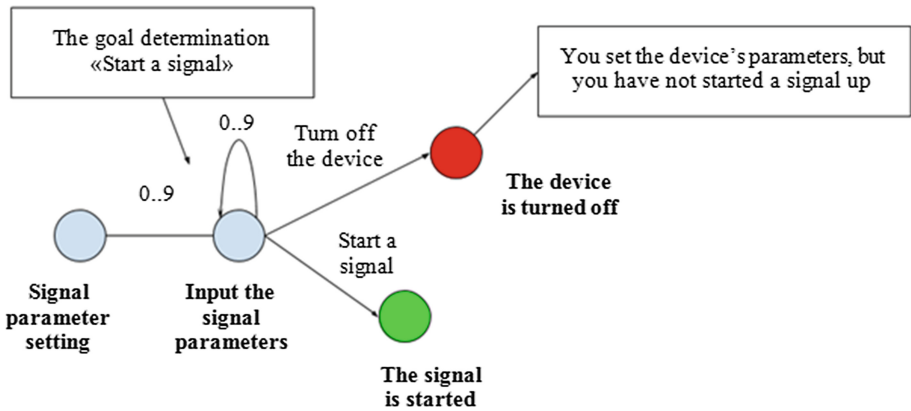 The goal determination
«Start a signal»
You set the device's parameters, but
you have not started a signal up
0..9
Turn off
the device
0..9
The device
is turned off
Start a
signal
Signal
parameter
setting
Input the
signal
parameters
The signal
is started